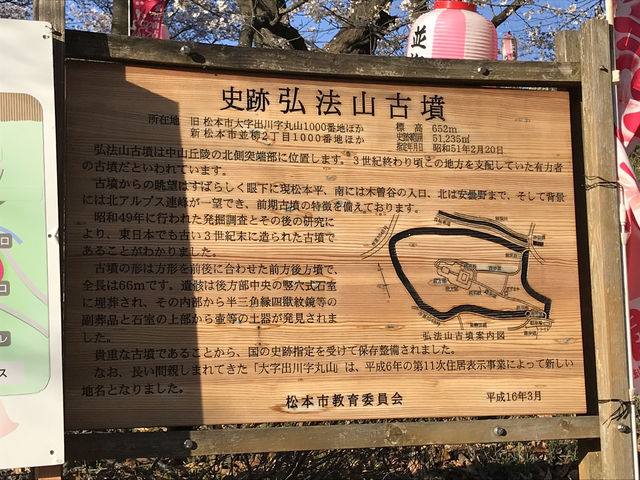 史跡 弘法山古墳
所在地 旧 松本市大字出川字丸山1000番地ほか
新 松本市並柳2丁目1000番地ほか
標高 652m
史跡範囲 51,235㎡
指定年月日 昭和51年2月20日
弘法山古墳は中山丘陵の北側突端部に位置します。3世紀終わり頃この地方を支配していた有力者
の古墳だといわれています。
古墳からの眺望はすばらしく眼下に現松本平、南には木曽谷の入口、北は安曇野まで、そして背景
には北アルプス連峰が一望でき、前期古墳の特徴を備えております。
昭和49年に行われた発掘調査とその後の研究に
より、東日本でも古い3世紀末に造られた古墳で
あることがわかりました。
古墳の形は方形を前後に合わせた前方後方墳で、
全長は66mです。遺骸は後方部中央の竪穴式石室
に埋葬され、その内部から半三角縁四獣紋鏡等の
副葬品と石室の上部から壷等の土器が発見されま
した。
弘法山古墳案内図
貴重な古墳であることから、国の史跡指定を受けて保存整備されました。
なお、長い間親しまれてきた「大字出川字丸山」は、平成6年の第11次住居表示事業によって新しい
地名となりました。
松本市教育委員会
平成16年3月
並